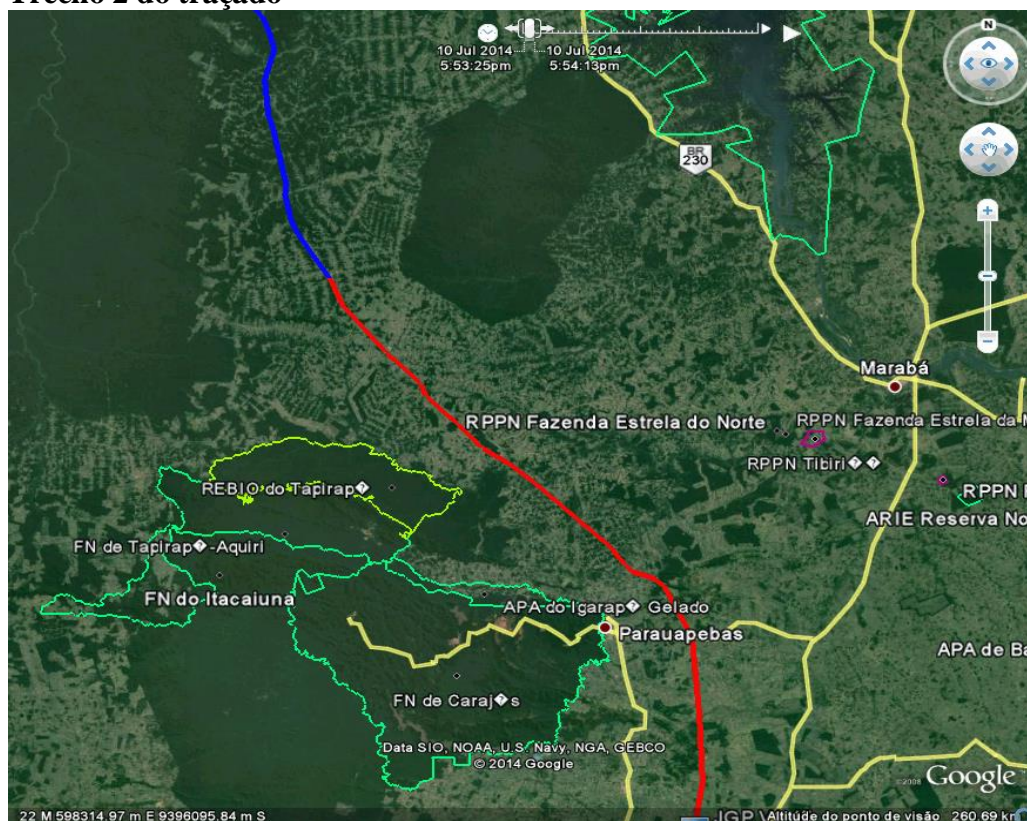 Trecho 2 do traçado
N
10 Jul 2014
5:53:25pm
10 Jul 2014
5:54:13pm
BR
230
Marabá
RPPN Fazenda Estrela do Norte
RPPN Fazenda Estrela da M
RPPN Tibiri��
RPPN
REBIO do Tapirap�
ARIE Reserva No
FN de Tapirap�-Aquiri
FN do Itacaiuna
APA do Igarap� Gelado
Parauapebas
APA de Ba
FN de Caraj�s
Data SIO, NOAA, U.S. Navy, NGA, GEBCO
© 2014 Google
©2008 Google
22 M 598314.97 m E 9396095.84 m S
Altitude do ponto de visão 260.69 km